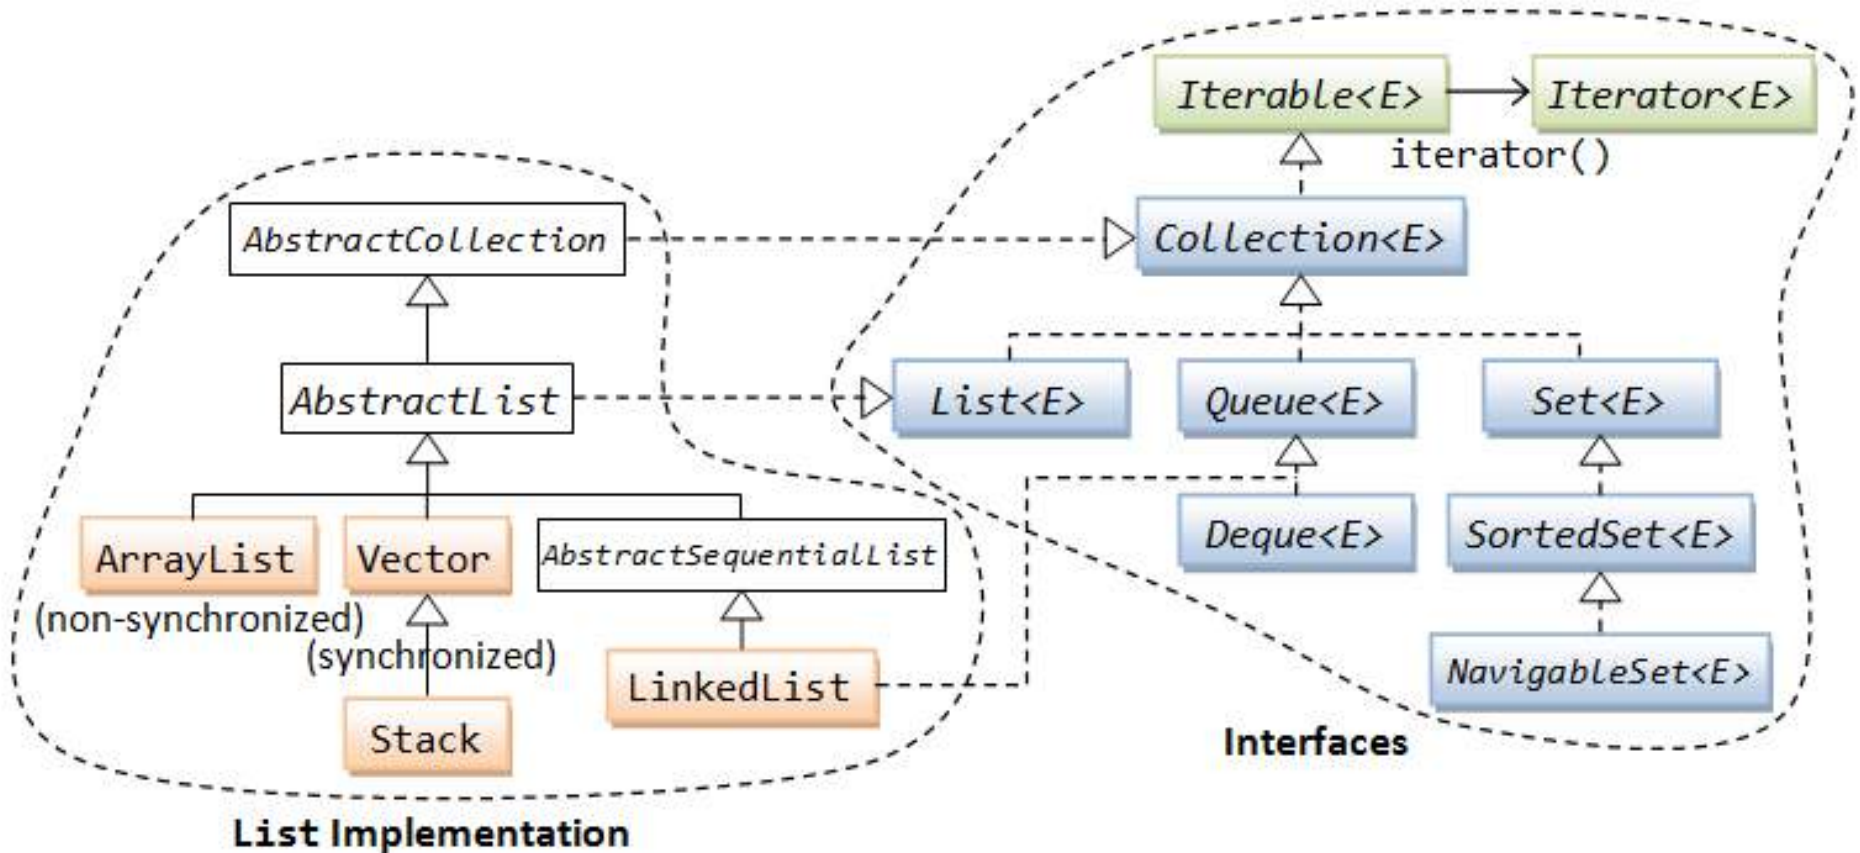 Iterable<E>
Iterator<E>
iterator()
AbstractCollection
Collection<E>
AbstractList
List<E>
Queue<E>
Set<E>
ArrayList
Vector
AbstractSequentialList
Deque<E>
SortedSet<E>
(non-synchronized)
(synchronized)
LinkedList
NavigableSet<E>
Stack
Interfaces
List Implementation